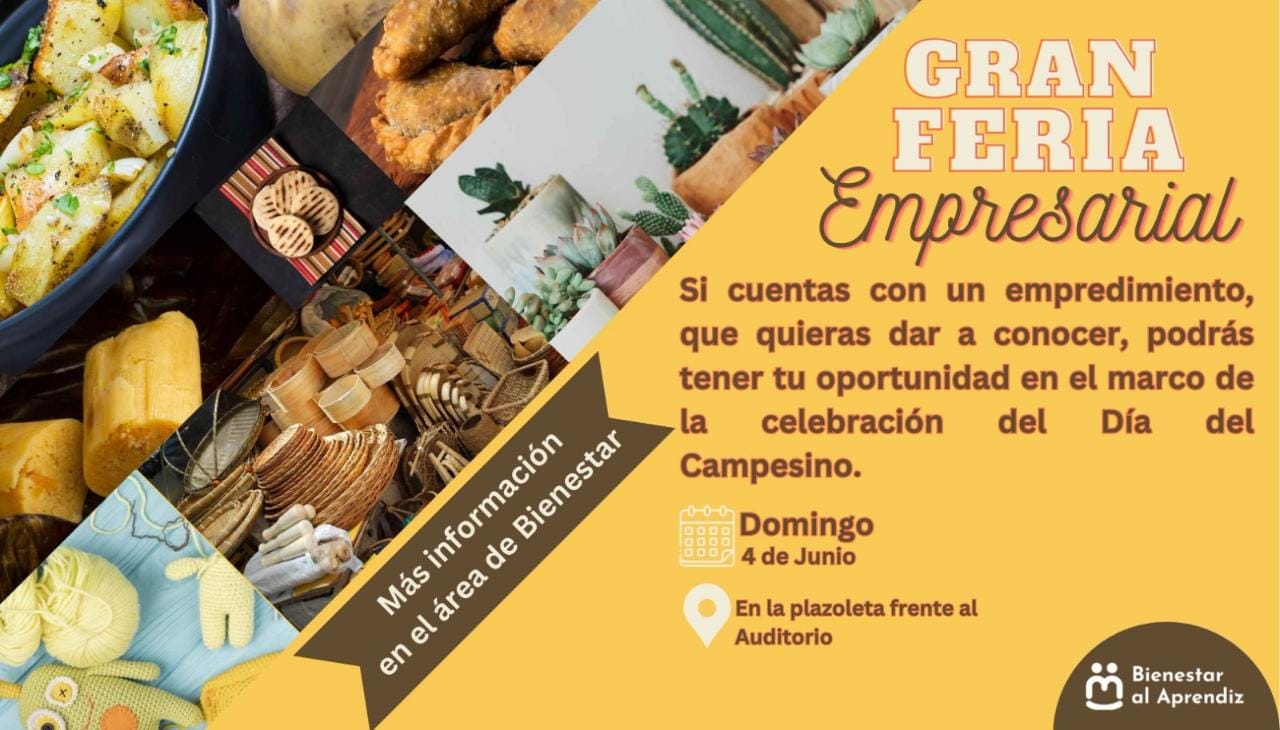 GRAN
FERIA
Empresarial
Si cuentas con un empredimiento,
que quieras dar a conocer, podrás
tener tu oportunidad en el marco de
la celebración del Día del
Campesino.
Domingo
4 de Junio
En la plazoleta frente al
Auditorio
Más información
en el área de Bienestar
Bienestar
al Aprendiz